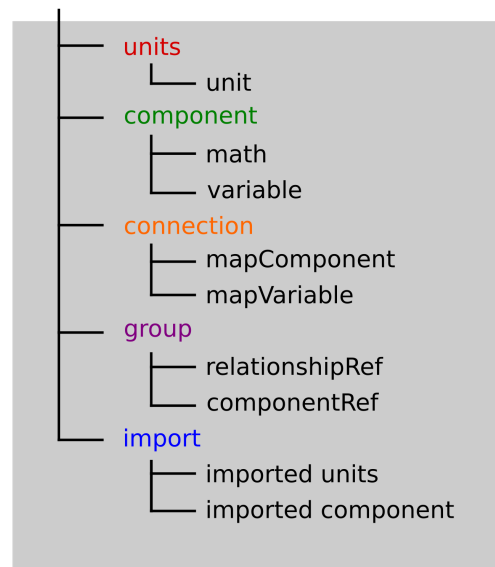 units
unit
component
math
variable
connection
mapComponent
mapVariable
group
relationshipRef
componentRef
import
imported units
imported component